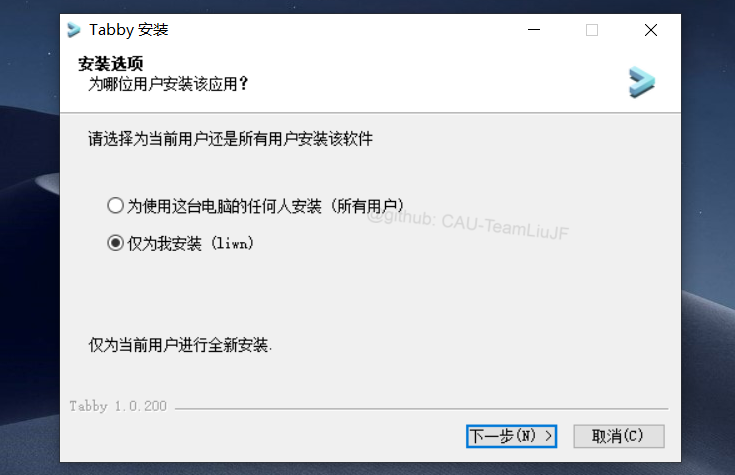 Tabby 安装
安装选项
为哪位用户安装该应用？
请选择为当前用户还是所有用户安装该软件
为使用这台电脑的任何人安装（所有用户）
@github: CAU-TeamLiuJF
仅为我安装 (liwn)
仅为当前用户进行全新安装.
Tabby 1.0.200
下一步(N) >
取消(C)